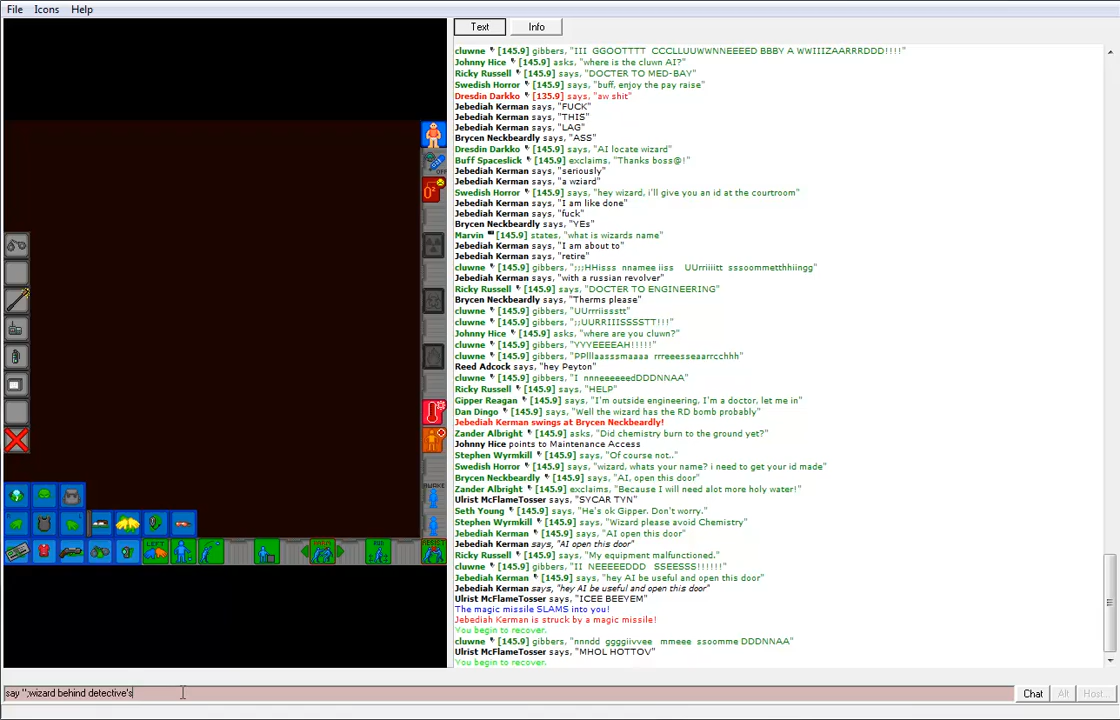 File Icons Help
Text Info
cluwne [145.9] gibbers, "III GGOOTTTT CCCLLUUWWNNEEEED BBBY A WWIIIZAARRRDDD!!!!"
Johnny Hice [145.9] asks, "where is the clown AI?"
Ricky Russell [145.9] says, "DOCTER TO MED-BAY"
Swedish Horror [145.9] says, "buff, enjoy the pay raise"
Dresdin Darkko [135.9] says, "aw shit"
Jebediah Kerman says, "FUCK"
Jebediah Kerman says, "THIS"
Jebediah Kerman says, "LAG"
Brycen Neckbeardly says, "ASS"
Dresdin Darkko [145.9] says, "AI locate wizard"
Buff Spaceslick [145.9] exclaims, "Thanks boss@!"
Jebediah Kerman says, "seriously"
Jebediah Kerman says, "a wziard"
Swedish Horror [145.9] says, "hey wizard, i'll give you an id at the courtroom"
Jebediah Kerman says, "I am like done"
Jebediah Kerman says, "fuck"
Brycen Neckbeardly says, "YEs"
Marvin [145.9] states, "what is wizards name"
Jebediah Kerman says, "I am about to"
Jebediah Kerman says, "retire"
cluwne [145.9] gibbers, ";;;HHisss nnamee iiss UUrriiiitt sssoommetthhiingg"
Jebediah Kerman says, "with a russian revolver"
Ricky Russell [145.9] says, "DOCTER TO ENGINEERING"
Brycen Neckbeardly says, "Therms please"
cluwne [145.9] gibbers, "UUrrriiissstt"
cluwne [145.9] gibbers, ";;UURRIIISSSSTT!!!"
Johnny Hice [145.9] asks, "where are you clown?"
cluwne [145.9] gibbers, "YYYEEEEAH!!!!!"
cluwne [145.9] gibbers, "PPlllaasssmaaaa rrreeesseaarrcchhh"
Reed Adcock says, "hey Peyton"
cluwne [145.9] gibbers, "I nnneeeeeedDDDNNAA"
Ricky Russell [145.9] says, "HELP"
Gipper Reagan [145.9] says, "I'm outside engineering, I'm a doctor, let me in"
Dan Dingo [145.9] says, "Well the wizard has the RD bomb probably"
Jebediah Kerman swings at Brycen Neckbeardly!
Zander Albright [145.9] asks, "Did chemistry burn to the ground yet?"
Johnny Hice points to Maintenance Access
Stephen Wyrmkill [145.9] says, "Of course not.."
Swedish Horror [145.9] says, "wizard, whats your name? i need to get your id made"
Brycen Neckbeardly [145.9] says, "AI, open this door"
Zander Albright [145.9] exclaims, "Because I will need alot more holy water!"
Ulrist McFlameTosser says, "SYCAR TYN"
Seth Young [145.9] says, "He's ok Gipper. Don't worry."
Stephen Wyrmkill [145.9] says, "Wizard please avoid Chemistry"
Jebediah Kerman [145.9] says, "AI open this door"
Jebediah Kerman says, "AI open this door"
Ricky Russell [145.9] says, "My equipment malfunctioned."
cluwne [145.9] gibbers, "II NEEEEEDDD SSEESSS!!!!!!"
Jebediah Kerman [145.9] says, "hey AI be useful and open this door"
Jebediah Kerman says, "hey AI be useful and open this door"
Ulrist McFlameTosser says, "ICEE BEEYEM"
The magic missile SLAMS into you!
Jebediah Kerman is struck by a magic missile!
You begin to recover.
cluwne [145.9] gibbers, "nnndd ggggiivvee mmeee ssoomme DDDNNAA"
Ulrist McFlameTosser says, "MHOL HOTTOV"
You begin to recover.
OFF
AWAKE
LEFT HARM RUN RESIST
say ";wizard behind detective's
Chat Alt Host...